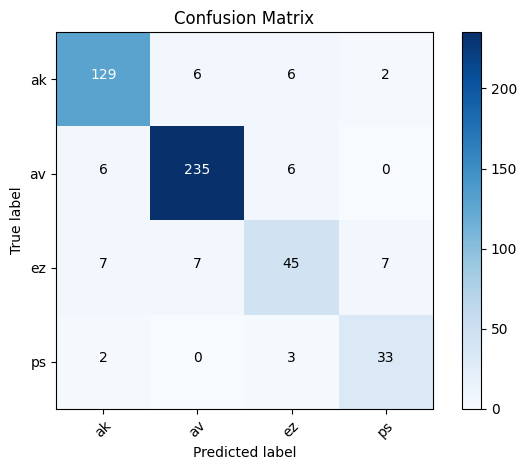 Confusion Matrix
True label
ak 129 6 6 2
av 6 235 6 0
ez 7 7 45 7
ps 2 0 3 33
ak av ez ps
Predicted label
200
150
100
50
0